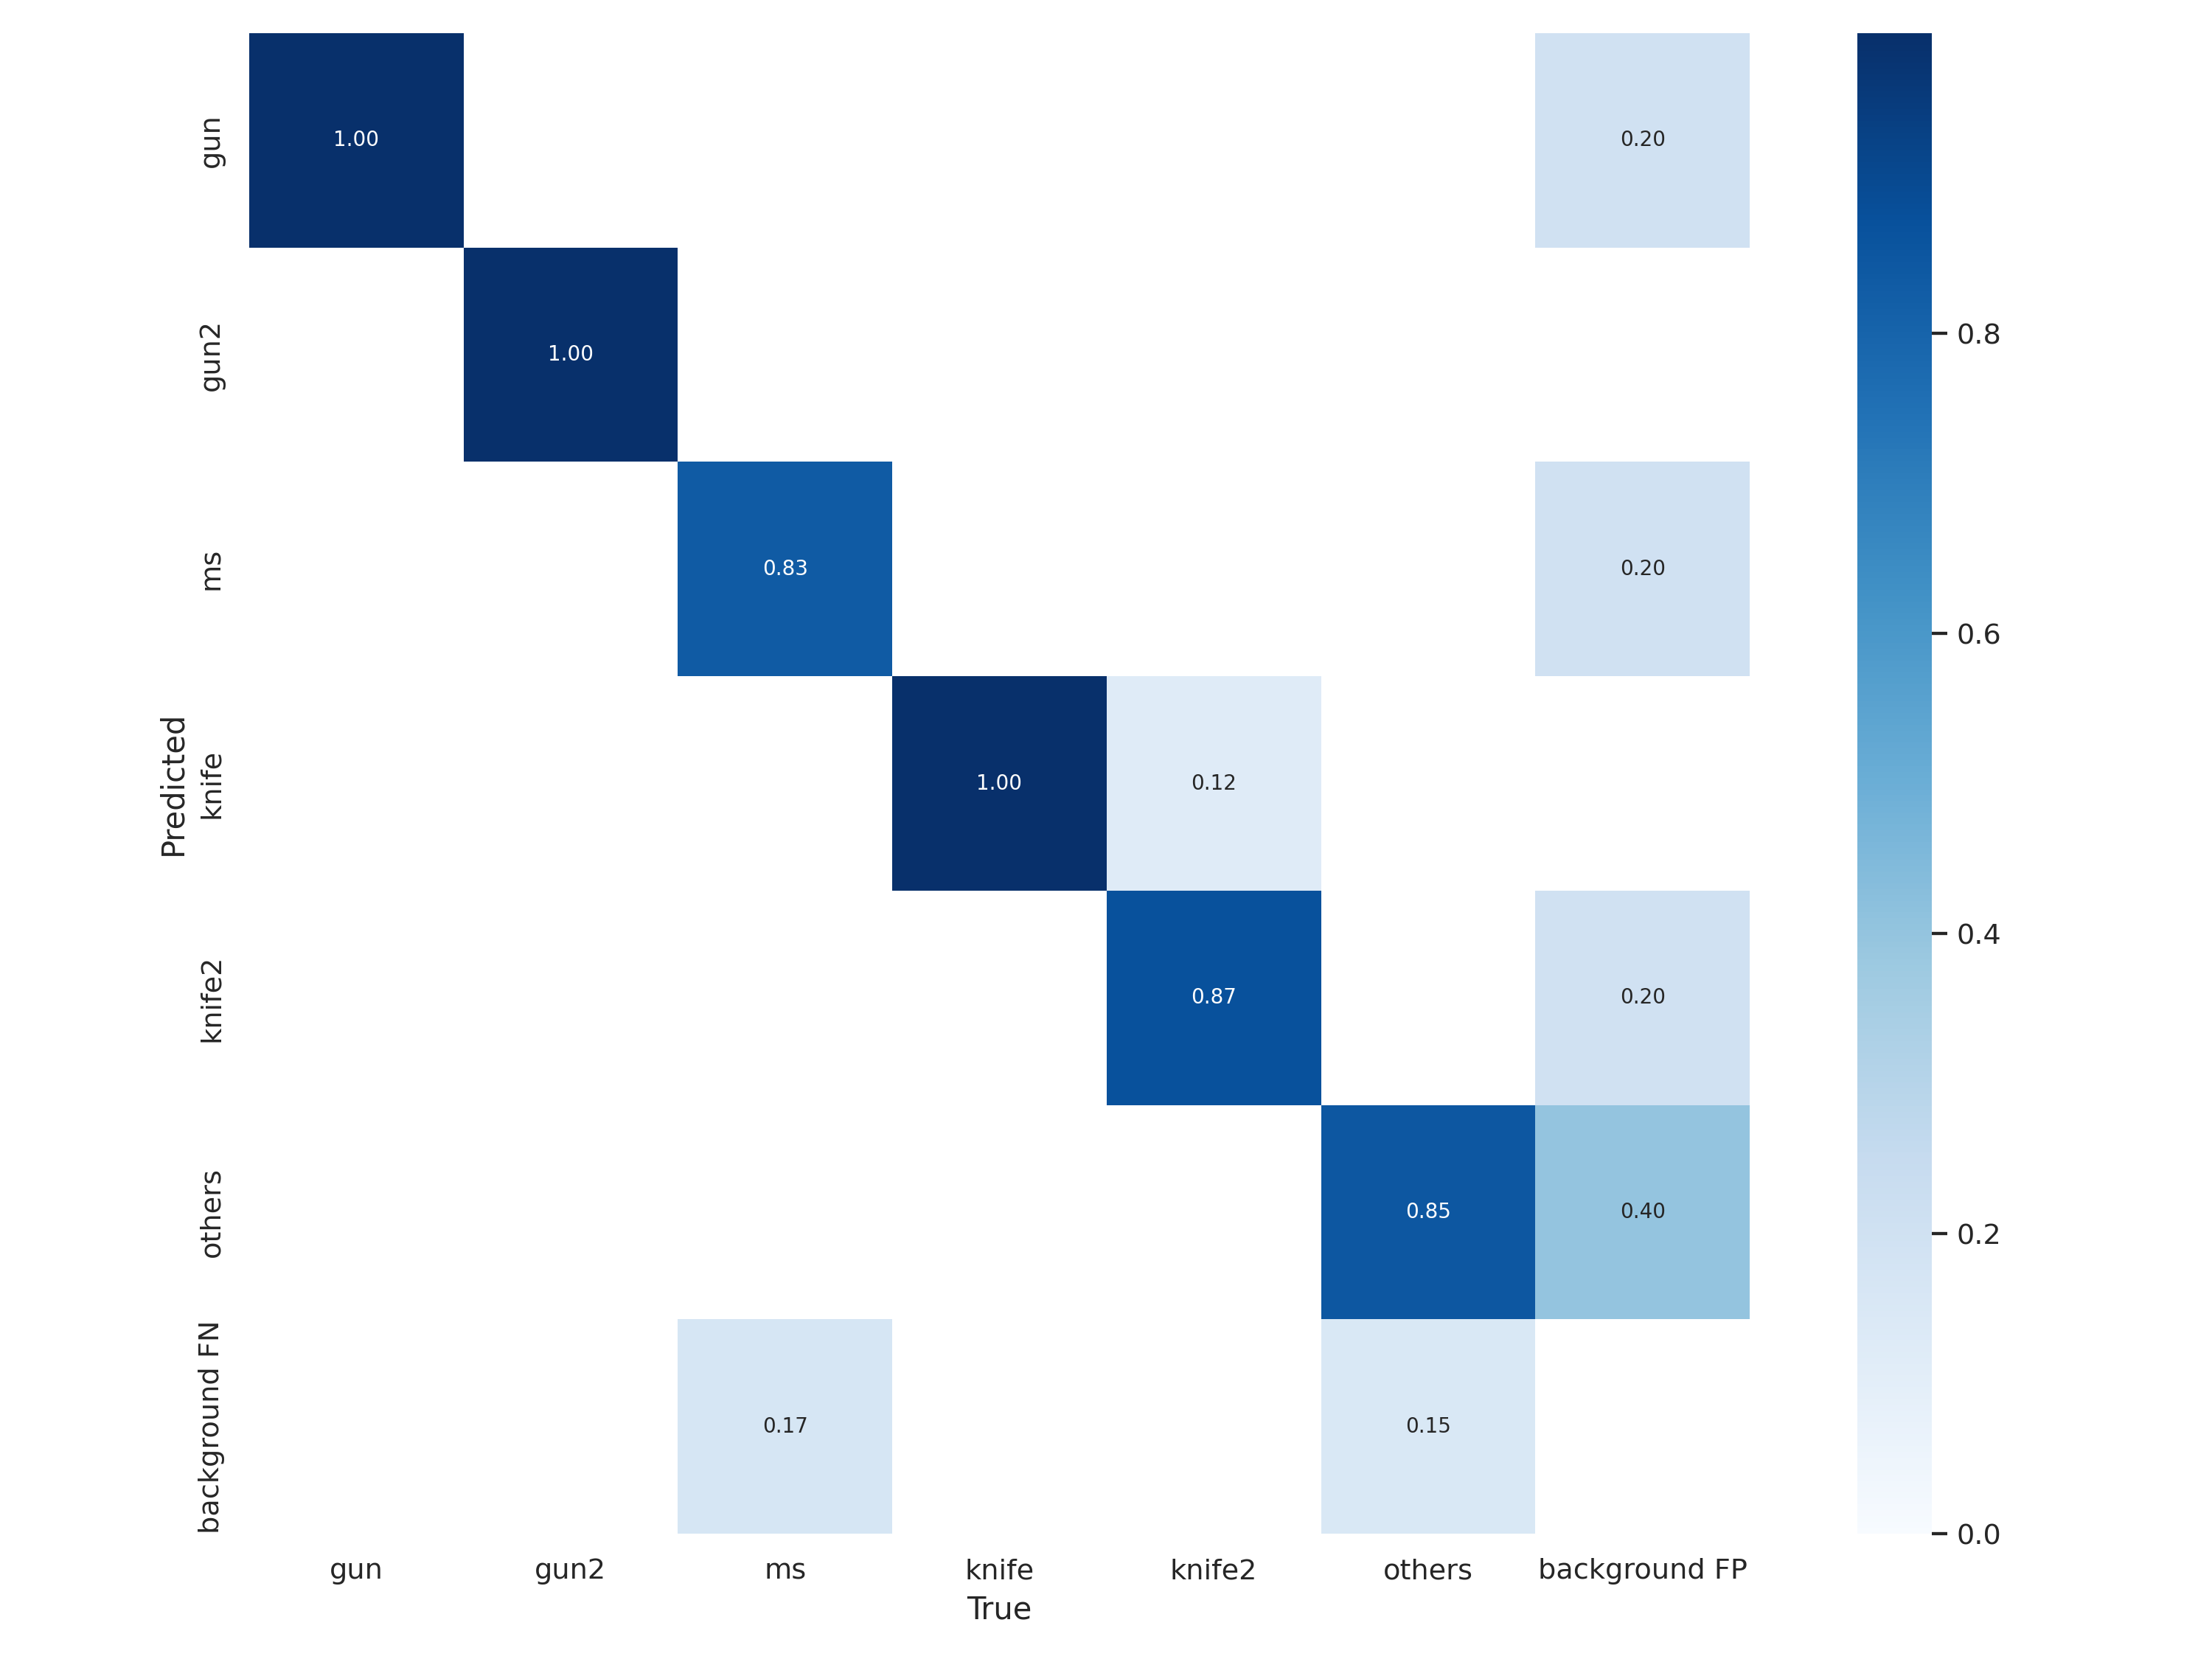 gun
1.00
0.20
gun2
1.00
0.8
ms
0.83
0.20
0.6
Predicted
knife
1.00
0.12
knife2
0.87
0.20
0.4
others
0.85
0.40
0.2
background FN
0.17
0.15
0.0
gun gun2 ms knife knife2 others background FP
True